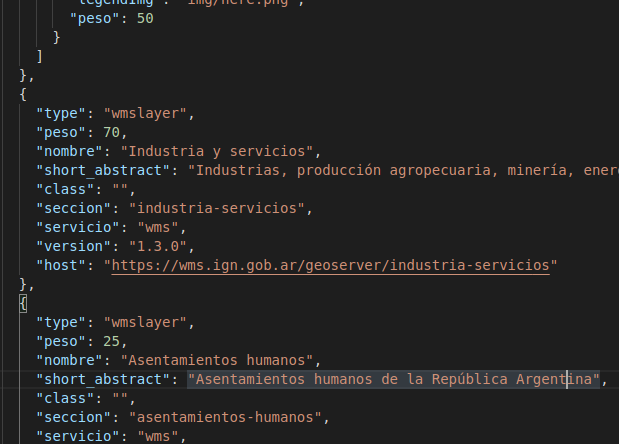 "legendImg": "img/here.png",
"peso": 50
}
]
},
{
"type": "wmslayer",
"peso": 70,
"nombre": "Industria y servicios",
"short_abstract": "Industrias, producción agropecuaria, minería, ener
"class": "",
"seccion": "industria-servicios",
"servicio": "wms",
"version": "1.3.0",
"host": "https://wms.ign.gob.ar/geoserver/industria-servicios"
},
{
"type": "wmslayer",
"peso": 25,
"nombre": "Asentamientos humanos",
"short_abstract": "Asentamientos humanos de la República Argentina",
"class": "",
"seccion": "asentamientos-humanos",
"servicio": "wms",